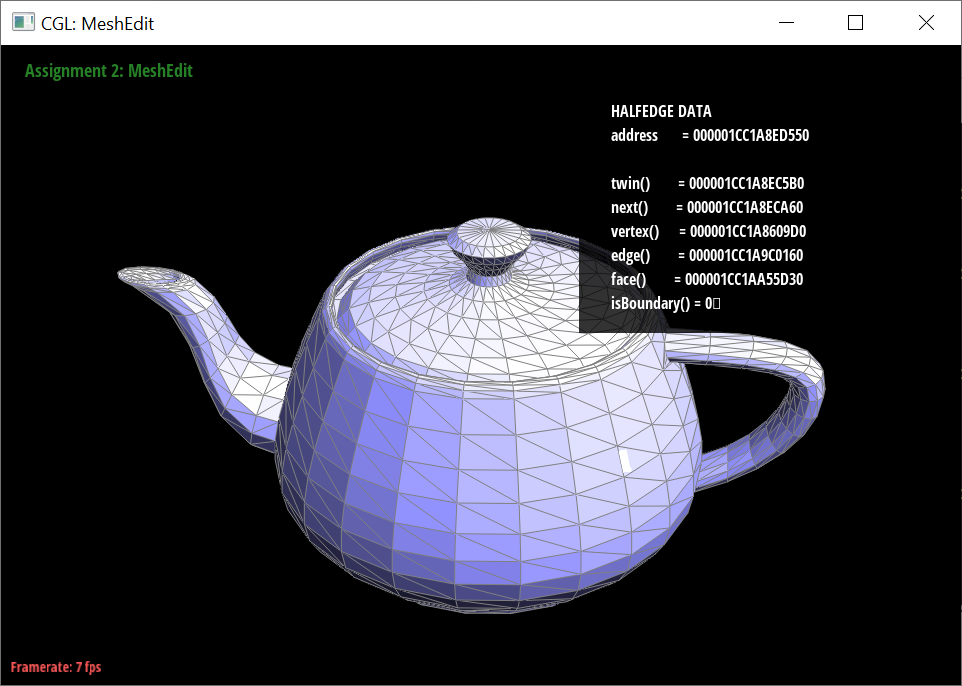 CGL: MeshEdit
Assignment 2: MeshEdit
HALFEDGE DATA
address = 000001CC1A8ED550
twin() = 000001CC1A8EC5B0
next() = 000001CC1A8ECA60
vertex() = 000001CC1A8609D0
edge() = 000001CC1A9C0160
face() = 000001CC1AA55D30
isBoundary() = 0▯
Framerate: 7 fps